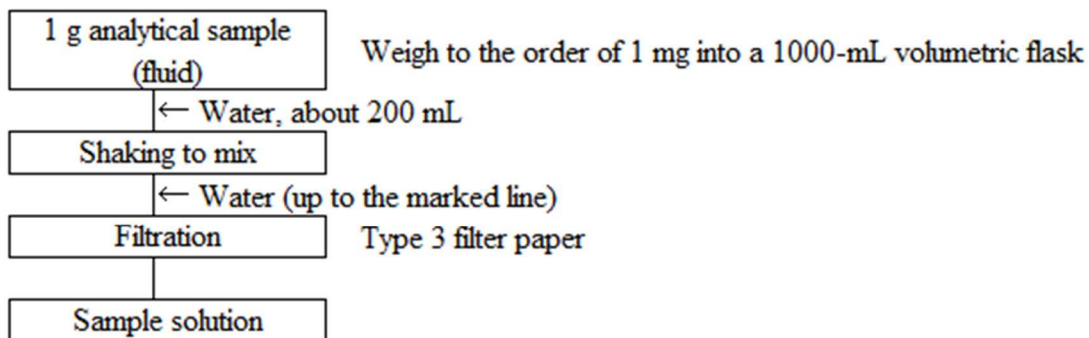 1 g analytical sample
(fluid)
Weigh to the order of 1 mg into a 1000-mL volumetric flask
← Water, about 200 mL
Shaking to mix
← Water (up to the marked line)
Filtration
Type 3 filter paper
Sample solution